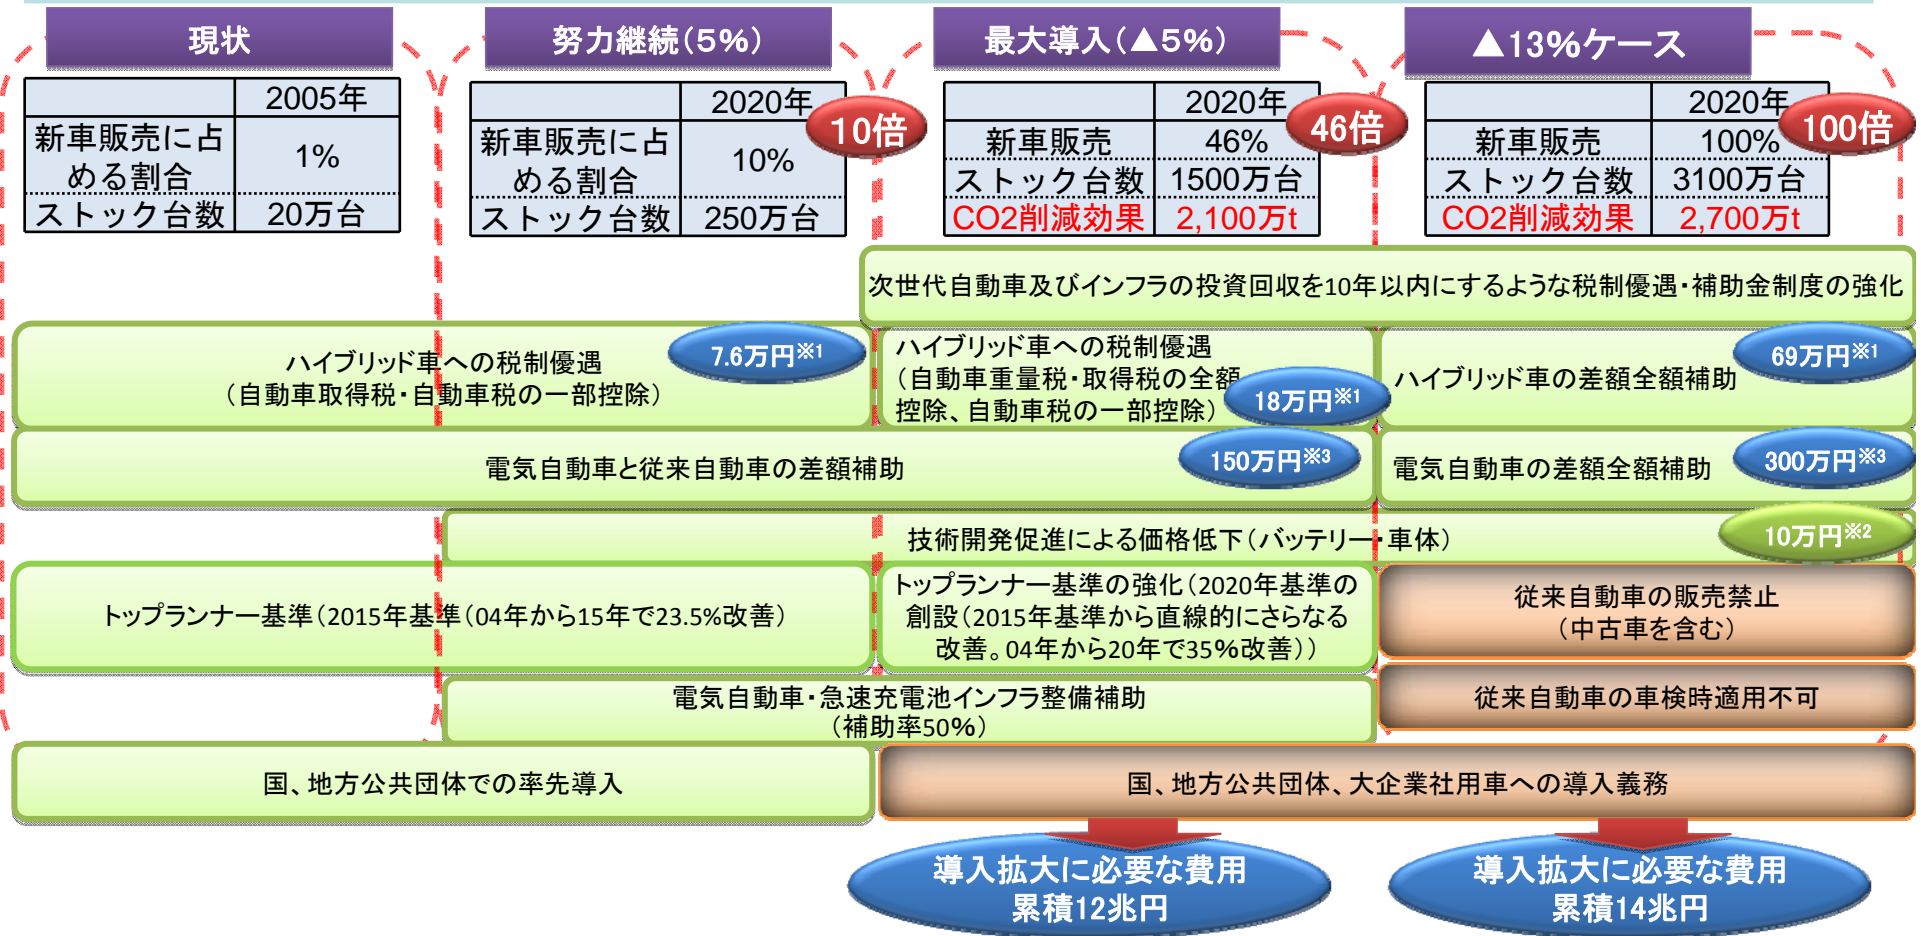 現状
努力継続（5％）
最大導入（▲5％）
▲13％ケース
2005年
新車販売に占
める割合
1%
ストック台数
20万台
2020年
10倍
新車販売に占
める割合
10%
ストック台数
250万台
2020年
46倍
新車販売
46%
ストック台数
1500万台
CO2削減効果
2,100万t
2020年
100倍
新車販売
100%
ストック台数
3100万台
CO2削減効果
2,700万t
次世代自動車及びインフラの投資回収を10年以内にするような税制優遇・補助金制度の強化
ハイブリッド車への税制優遇
（自動車取得税・自動車税の一部控除）
7.6万円※1
ハイブリッド車への税制優遇
（自動車重量税・取得税の全額
控除、自動車税の一部控除）
18万円※1
ハイブリッド車の差額全額補助
69万円※1
電気自動車と従来自動車の差額補助
150万円※3
電気自動車の差額全額補助
300万円※3
技術開発促進による価格低下（バッテリー・車体）
10万円※2
トップランナー基準（2015年基準（04年から15年で23.5%改善）
トップランナー基準の強化（2020年基準の
創設（2015年基準から直線的にさらなる
改善。04年から20年で35％改善））
従来自動車の販売禁止
（中古車を含む）
電気自動車・急速充電池インフラ整備補助
（補助率50％）
従来自動車の車検時適用不可
国、地方公共団体での率先導入
国、地方公共団体、大企業社用車への導入義務
導入拡大に必要な費用
累積12兆円
導入拡大に必要な費用
累積14兆円